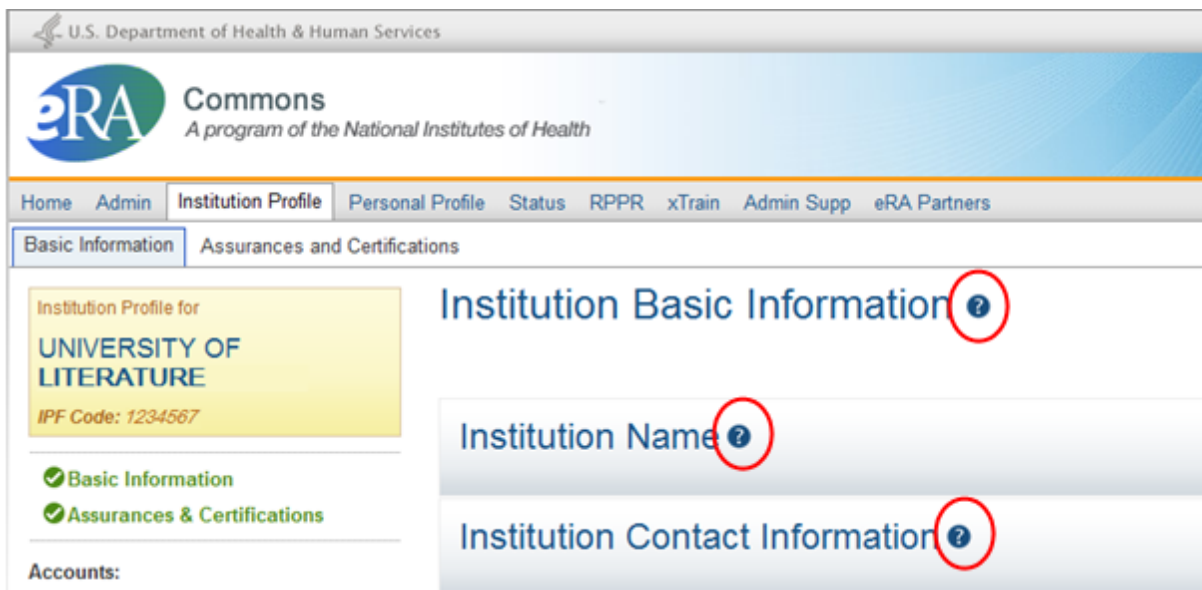 U.S. Department of Health & Human Services
eRA
Commons
A program of the National Institutes of Health
Home Admin Institution Profile Personal Profile Status RPPR xTrain Admin Supp eRA Partners
Basic Information Assurances and Certifications
Institution Profile for
UNIVERSITY OF
LITERATURE
IPF Code: 1234567
Basic Information
Assurances & Certifications
Accounts:
Institution Basic Information ?
Institution Name ?
Institution Contact Information ?